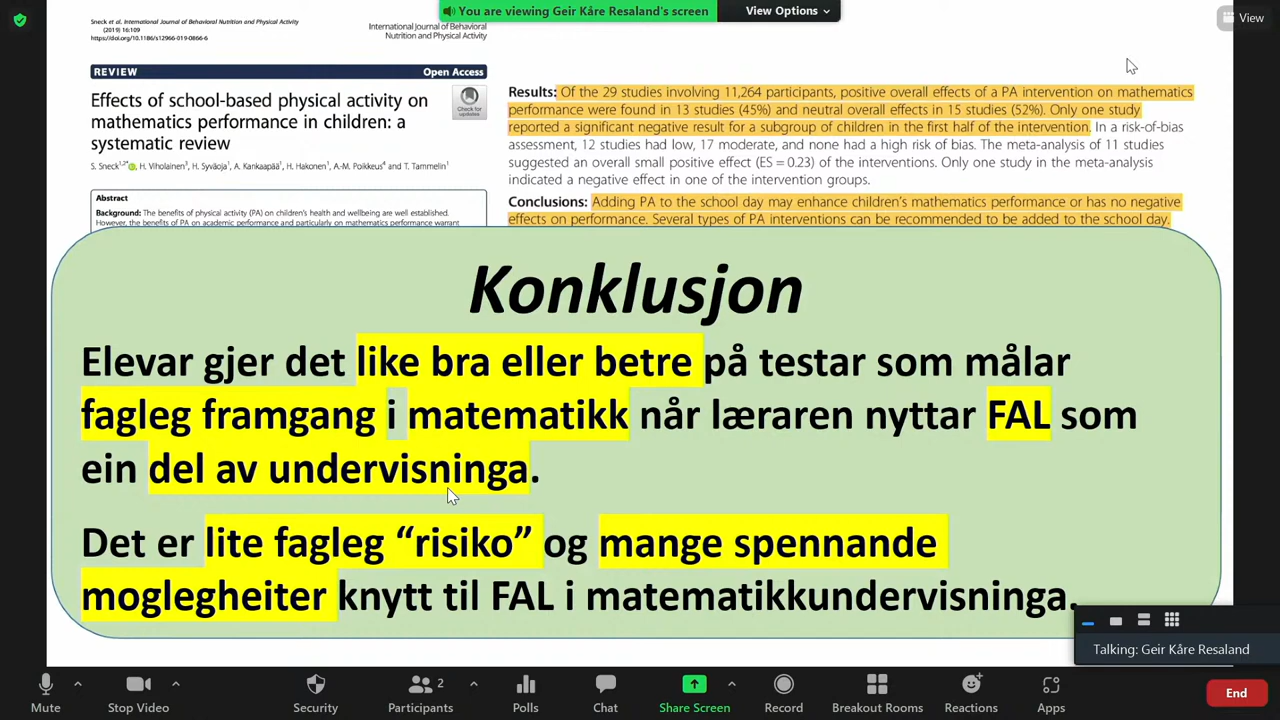 You are viewing Geir Kåre Resaland's screen
View Options
View
Sneck et al. International Journal of Behavioral Nutrition and Physical Activity
(2019) 16:109
https://doi.org/10.1186/s12966-019-0866-6
International Journal of Behavioral
Nutrition and Physical Activity
REVIEW
Open Access
Effects of school-based physical activity on
mathematics performance in children: a
systematic review
Check for
updates
S. Sneck1,2*, H. Viholainen1, H. Syväoja1, A. Kankaapää1, H. Hakonen1, A.-M. Poikkeus2 and T. Tammelin1
Abstract
Background: The benefits of physical activity (PA) on children's health and wellbeing are well established.
However, the benefits of PA on academic performance and particularly on mathematics performance warrant
Results: Of the 29 studies involving 11,264 participants, positive overall effects of a PA intervention on mathematics
performance were found in 13 studies (45%) and neutral overall effects in 15 studies (52%). Only one study
reported a significant negative result for a subgroup of children in the first half of the intervention. In a risk-of-bias
assessment, 12 studies had low, 17 moderate, and none had a high risk of bias. The meta-analysis of 11 studies
suggested an overall small positive effect (ES = 0.23) of the interventions. Only one study in the meta-analysis
indicated a negative effect in one of the intervention groups.
Conclusions: Adding PA to the school day may enhance children's mathematics performance or has no negative
effects on performance. Several types of PA interventions can be recommended to be added to the school day.
Konklusjon
Elevar gjer det like bra eller betre på testar som målar
fagleg framgang i matematikk når læraren nyttar FAL som
ein del av undervisninga.
Det er lite fagleg “risiko” og mange spennande
moglegheiter knytt til FAL i matematikkundervisninga.
Talking: Geir Kåre Resaland
Mute
Stop Video
Security
2
Participants
Polls
Chat
Share Screen
Record
Breakout Rooms
Reactions
Apps
End